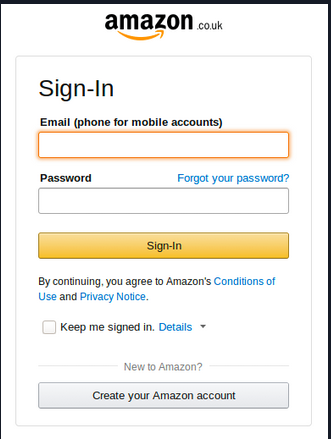 amazon.co.uk
Sign-In
Email (phone for mobile accounts)
Password Forgot your password?
Sign-In
By continuing, you agree to Amazon's Conditions of
Use and Privacy Notice.
Keep me signed in. Details
New to Amazon?
Create your Amazon account